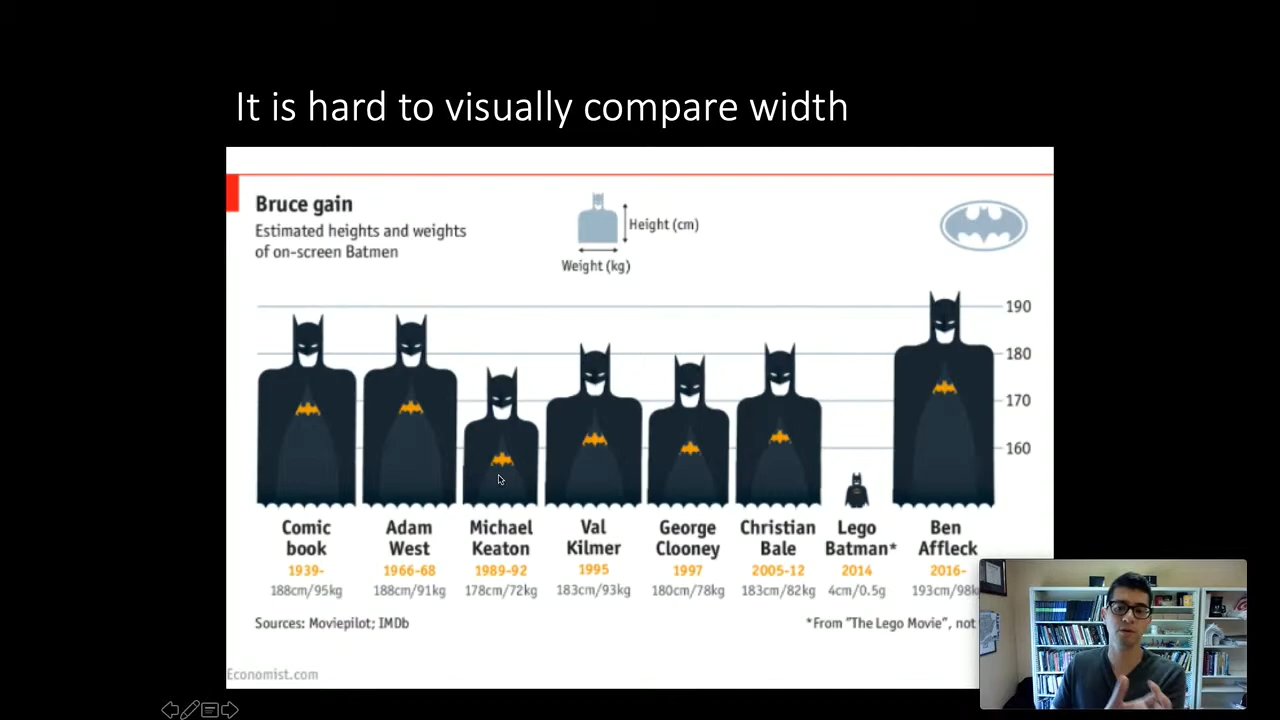 It is hard to visually compare width
Bruce gain
Estimated heights and weights
of on-screen Batmen
Height (cm)
Weight (kg)
190
180
170
160
Comic
book
1939-
188cm/95kg
Adam
West
1966-68
188cm/91kg
Michael
Keaton
1989-92
178cm/72kg
Val
Kilmer
1995
183cm/93kg
George
Clooney
1997
180cm/78kg
Christian
Bale
2005-12
183cm/82kg
Lego
Batman*
2014
4cm/0.5g
Ben
Affleck
2016-
193cm/98k
Sources: Moviepilot; IMDb
*From "The Lego Movie", not
Economist.com